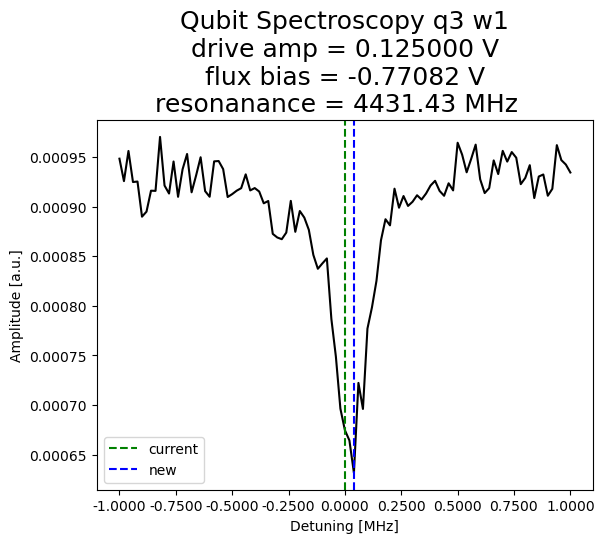 Qubit Spectroscopy q3 w1
drive amp = 0.125000 V
flux bias = -0.77082 V
resonanance = 4431.43 MHz
Amplitude [a.u.]
0.00095
0.00090
0.00085
0.00080
0.00075
0.00070
0.00065
current
new
-1.0000 -0.7500 -0.5000 -0.2500 0.0000 0.2500 0.5000 0.7500 1.0000
Detuning [MHz]